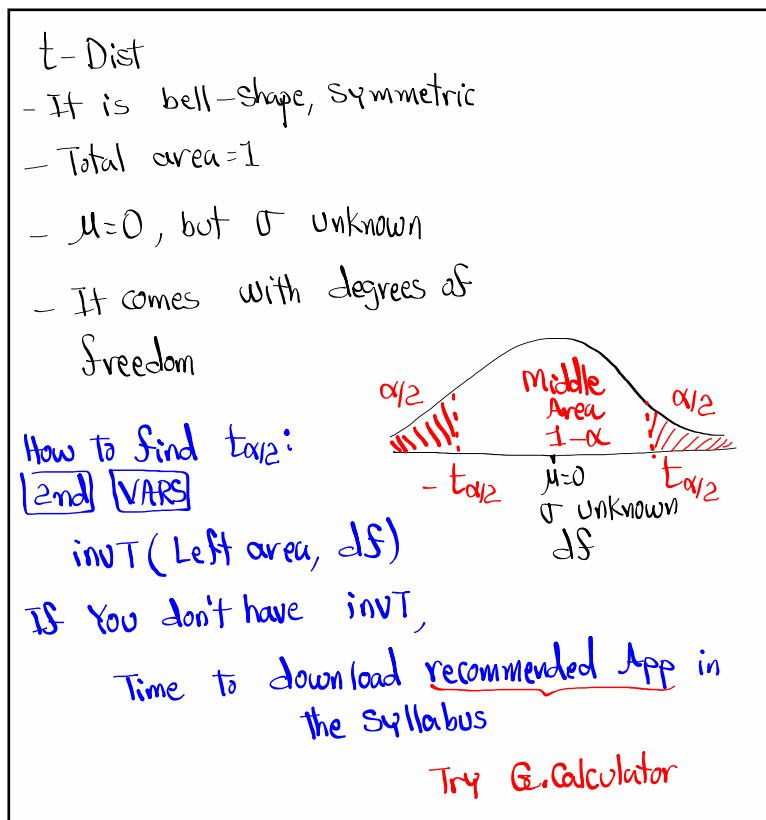 t-Dist
- It is bell-shape, symmetric
- Total area=1
- μ=0, but σ unknown
- It comes with degrees of
freedom
α/2
Middle
Area
1-α
α/2
- tα/2
μ=0
tα/2
σ unknown
df
How to find tα/2:
2nd VARS
invT(Left area, df)
If You don't have invT,
Time to download recommended App in
the Syllabus
Try